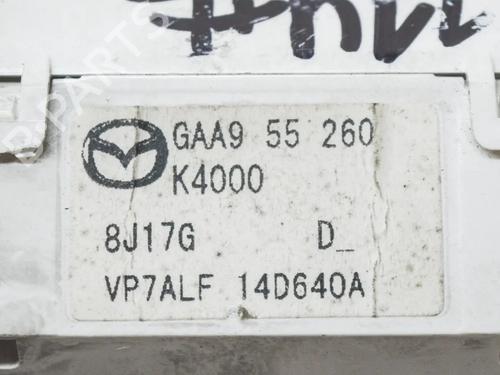 GAA9 55 260
K4000
8J17G D_
VP7ALF 14D640A